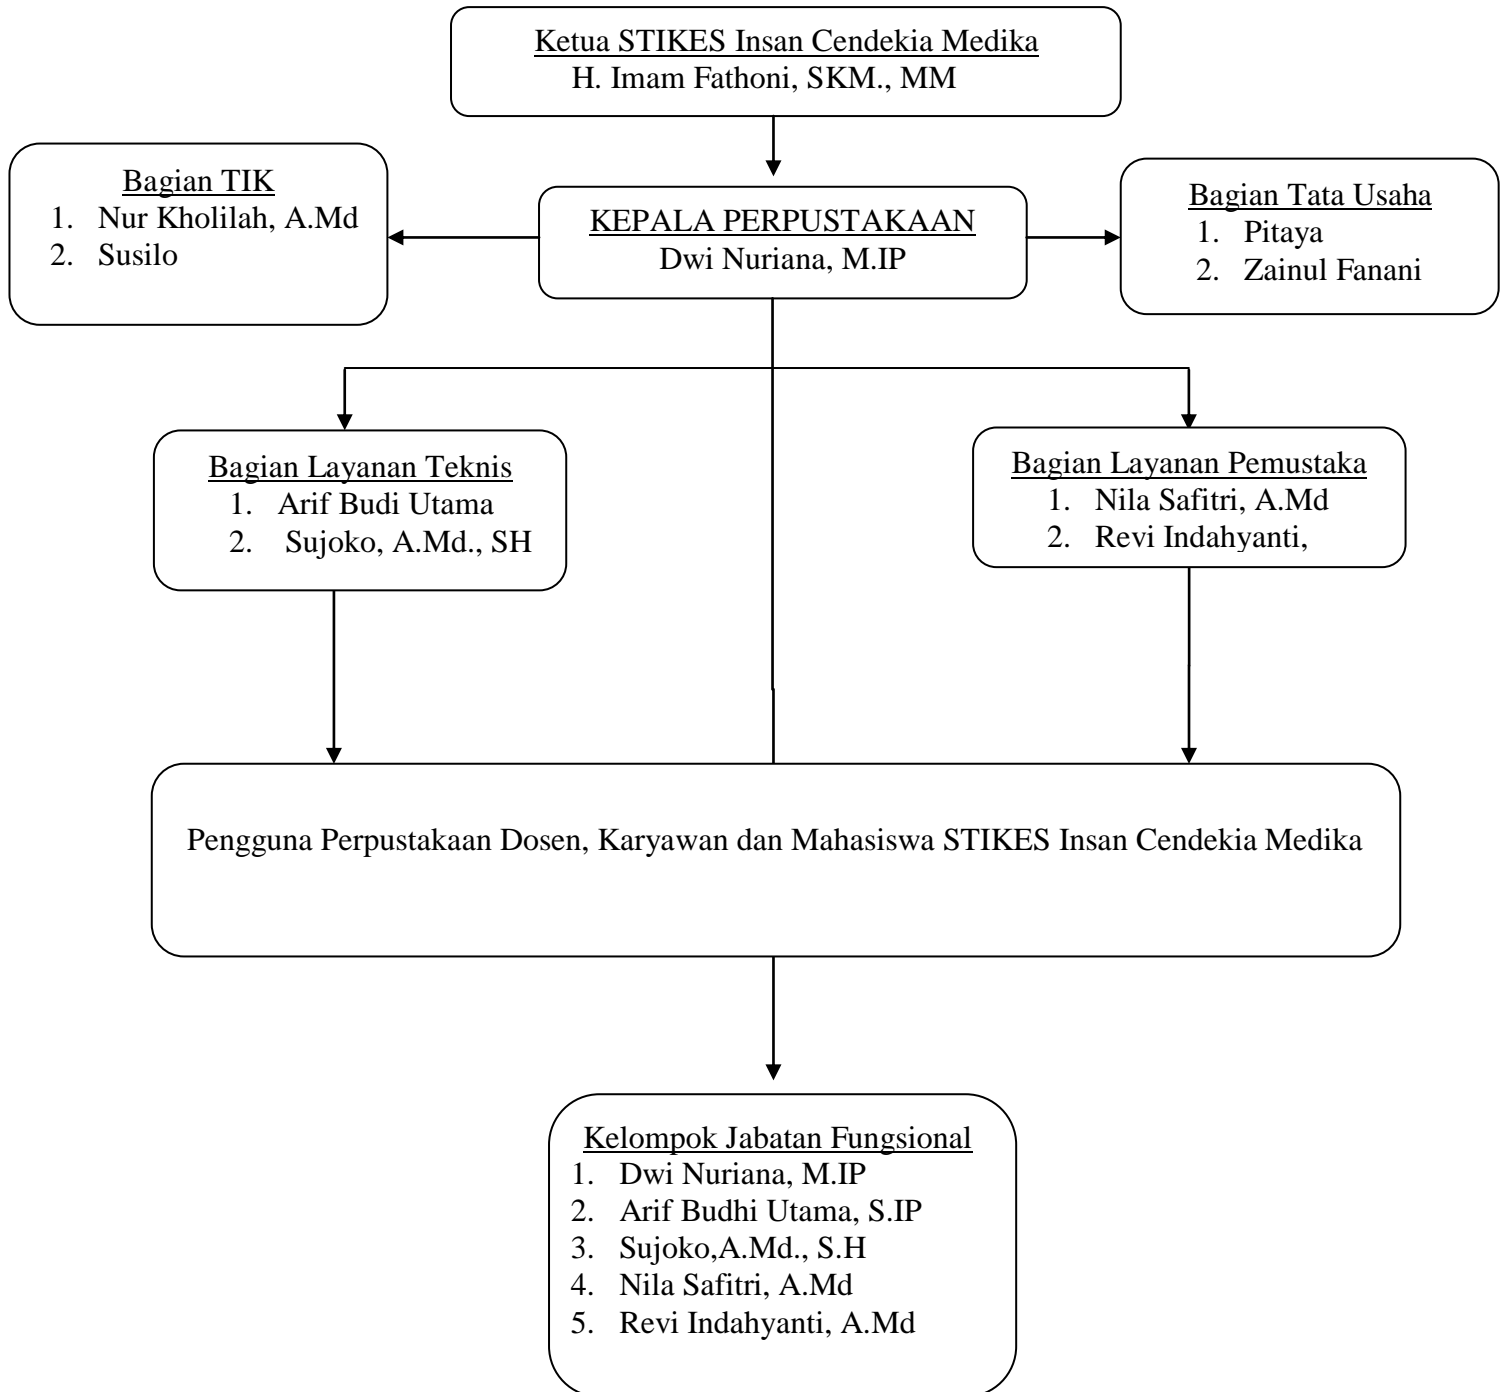 Ketua STIKES Insan Cendekia Medika
H. Imam Fathoni, SKM., MM
Bagian TIK
1. Nur Kholilah, A.Md
2. Susilo
KEPALA PERPUSTAKAAN
Dwi Nuriana, M.IP
Bagian Tata Usaha
1. Pitaya
2. Zainul Fanani
Bagian Layanan Teknis
1. Arif Budi Utama
2. Sujoko, A.Md., SH
Bagian Layanan Pemustaka
1. Nila Safitri, A.Md
2. Revi Indahyanti,
Pengguna Perpustakaan Dosen, Karyawan dan Mahasiswa STIKES Insan Cendekia Medika
Kelompok Jabatan Fungsional
1. Dwi Nuriana, M.IP
2. Arif Budhi Utama, S.IP
3. Sujoko,A.Md., S.H
4. Nila Safitri, A.Md
5. Revi Indahyanti, A.Md